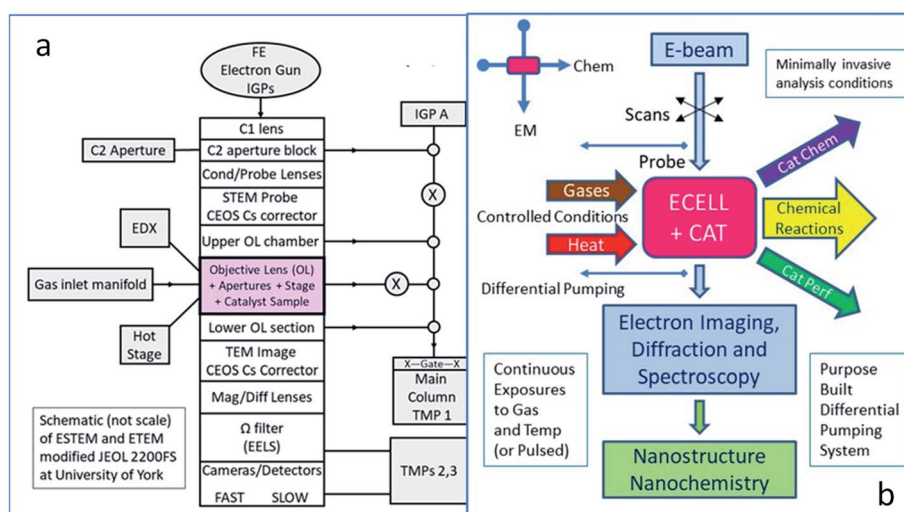 a
FE
Electron Gun
IGPs
C1 lens
C2 Aperture
C2 aperture block
Cond/Probe Lenses
STEM Probe
CEOS Cs corrector
EDX
Upper OL chamber
Gas inlet manifold
Objective Lens (OL)
+ Apertures + Stage
+ Catalyst Sample
Hot
Stage
Lower OL section
TEM Image
CEOS Cs Corrector
Mag/Diff Lenses
Ω filter
(EELS)
Cameras/Detectors
FAST SLOW
IGP A
X
X
X—Gate—X
Main
Column
TMP 1
TMPs 2,3
Schematic (not scale)
of ESTEM and ETEM
modified JEOL 2200FS
at University of York
Chem
EM
E-beam
Minimally invasive
analysis conditions
Scans
Probe
Gases
Controlled Conditions
Heat
ECELL
+ CAT
Cat Chem
Chemical
Reactions
Cat Perf
Differential Pumping
Electron Imaging,
Diffraction and
Spectroscopy
Continuous
Exposures
to Gas
and Temp
(or Pulsed)
Purpose
Built
Differential
Pumping
System
Nanostructure
Nanochemistry
b